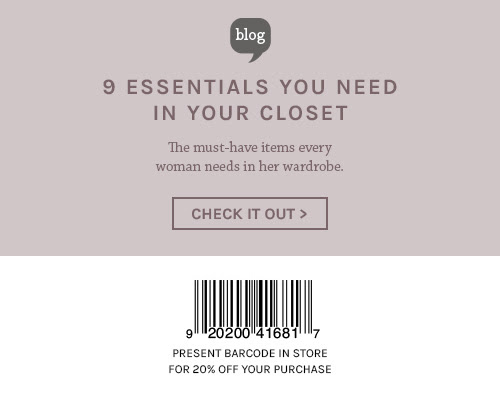 blog
9 ESSENTIALS YOU NEED
IN YOUR CLOSET
The must-have items every
woman needs in her wardrobe.
CHECK IT OUT >
9 20200 41681 7
PRESENT BARCODE IN STORE
FOR 20% OFF YOUR PURCHASE